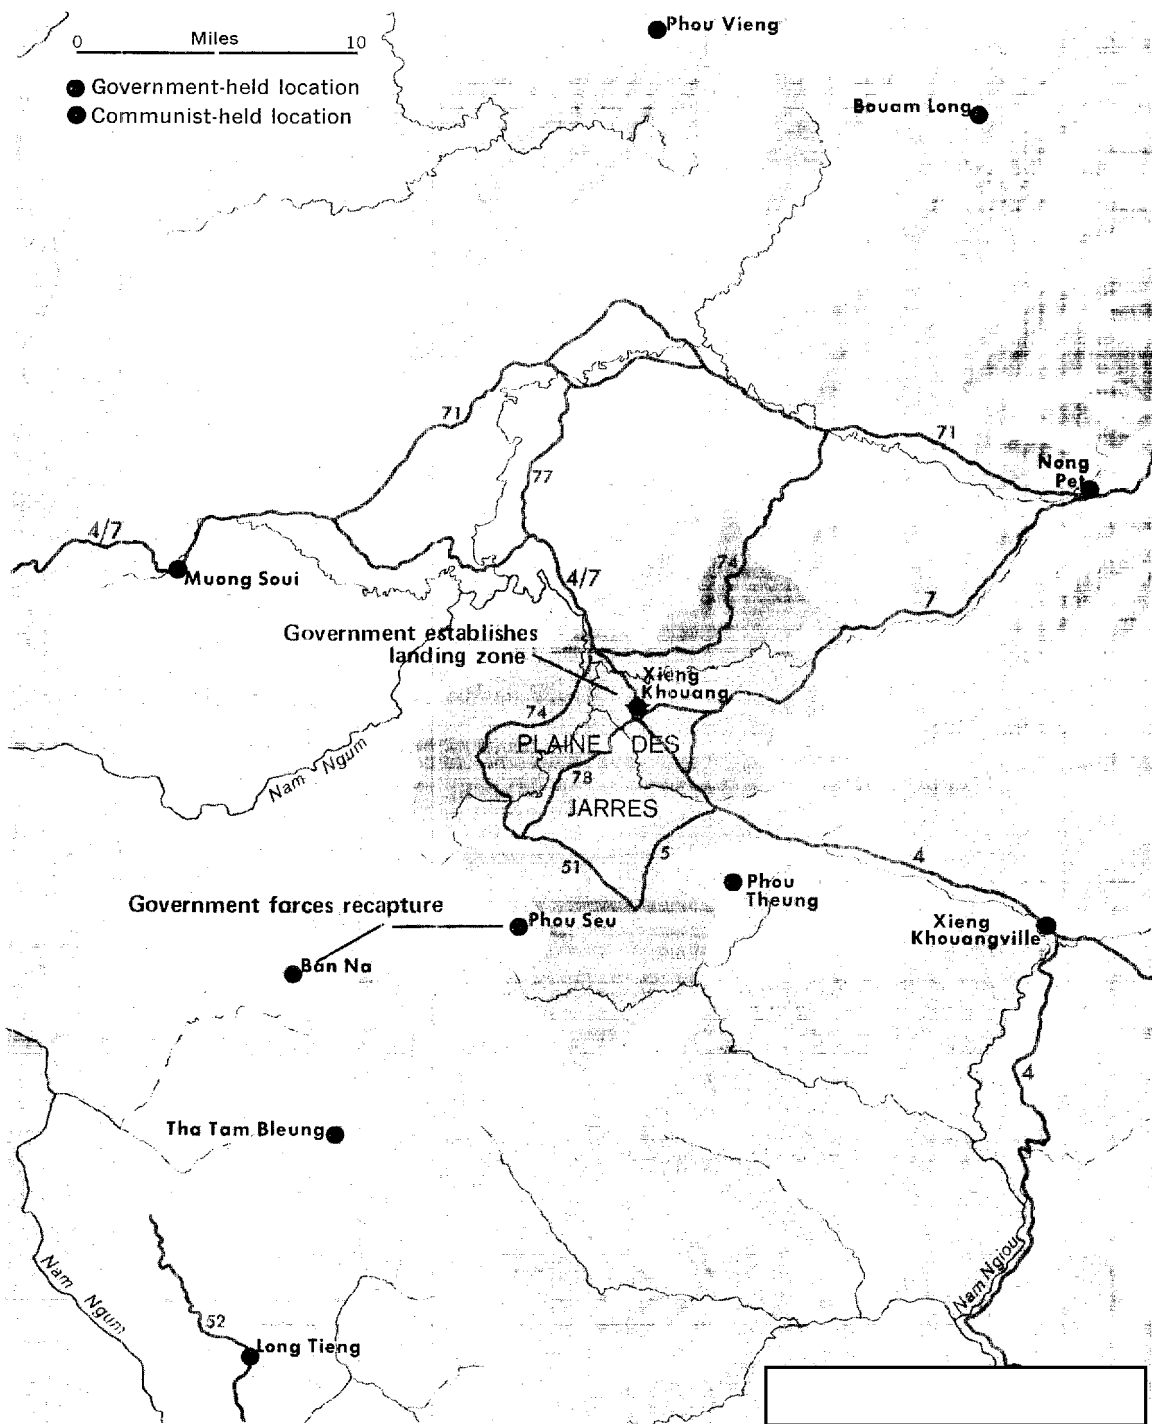 0 Miles 10
Government-held location
Communist-held location
Phou Vieng
Bouam Long
71
71
Nong
Pet
77
4/7
Muong Soui
4/7
74
7
Government establishes
landing zone
Xieng
Khouang
74
PLAINE DES
78
JARRES
Nam Ngum
51
5
4
Phou
Theung
Government forces recapture
Phou Seu
Xieng
Khouangville
Ban Na
4
Tha Tam Bleung
Nam Ngum
Nam Ngiou
52
Long Tieng